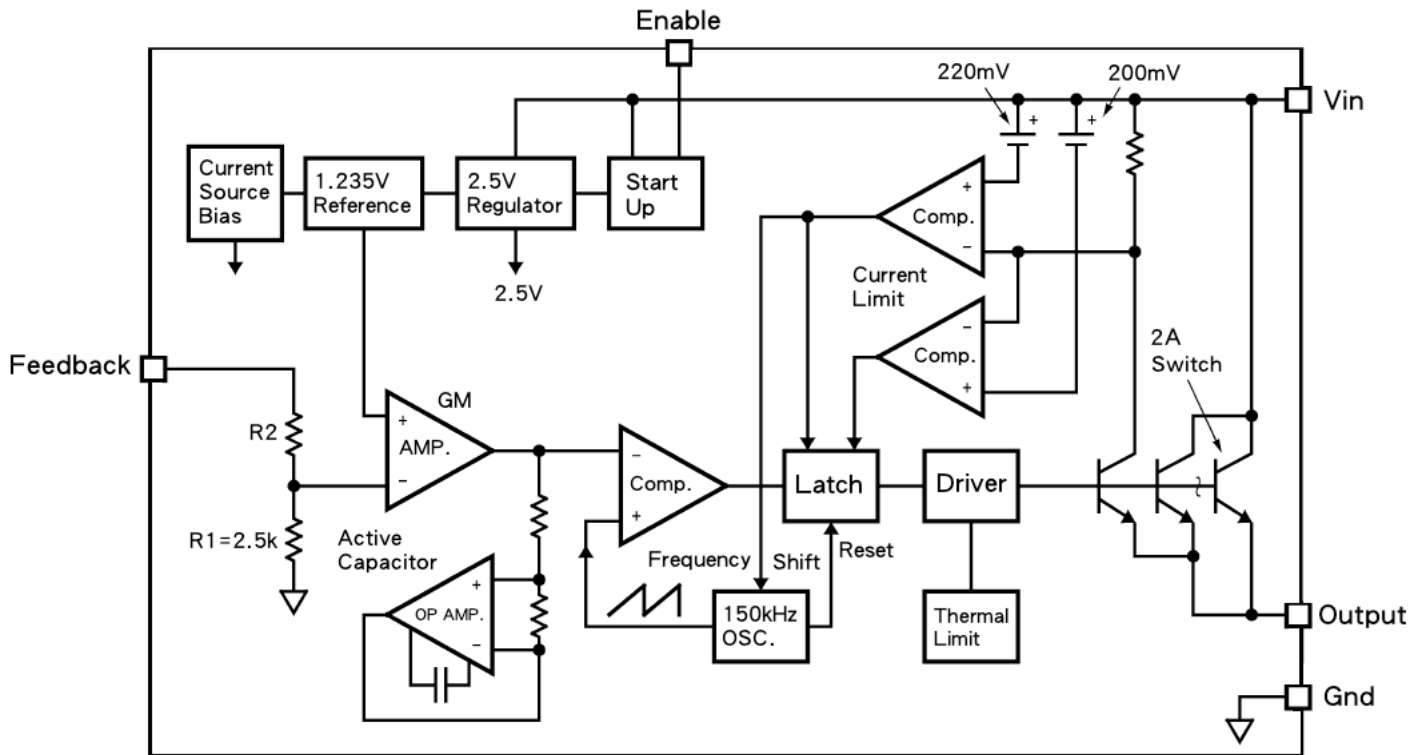 Enable
220mV
200mV
Vin
+
+
Current
Source
Bias
1.235V
Reference
2.5V
Regulator
Start
Up
+
Comp.
−
2.5V
Current
Limit
−
Comp.
+
2A
Switch
Feedback
GM
R2
+
AMP.
−
−
Comp.
+
Latch
Driver
R1=2.5k
Active
Capacitor
Frequency
Shift
Reset
+
OP AMP.
−
150kHz
OSC.
Thermal
Limit
Output
Gnd